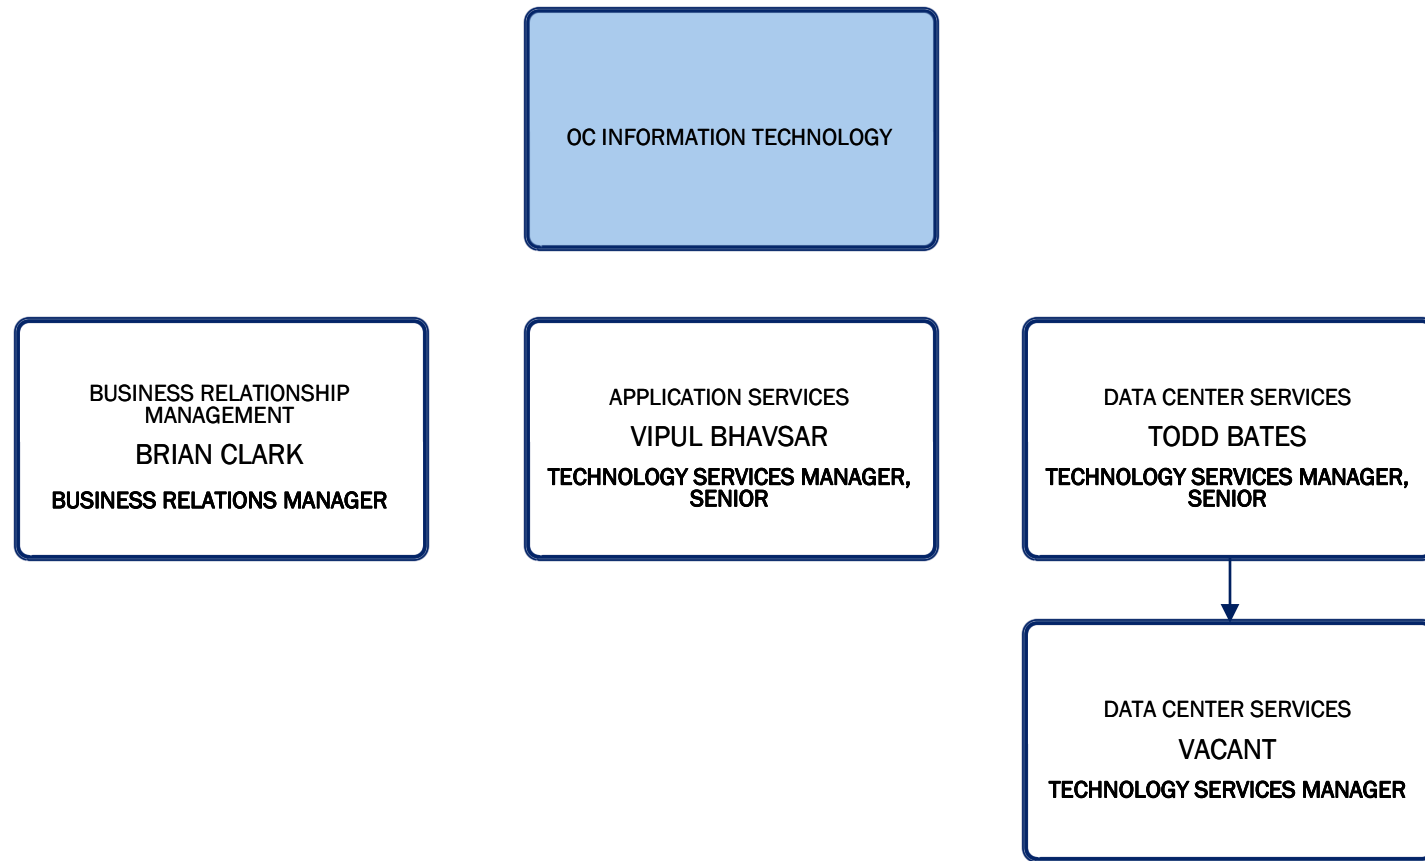 OC INFORMATION TECHNOLOGY
BUSINESS RELATIONSHIP
MANAGEMENT
BRIAN CLARK
BUSINESS RELATIONS MANAGER
APPLICATION SERVICES
VIPUL BHAVSAR
TECHNOLOGY SERVICES MANAGER,
SENIOR
DATA CENTER SERVICES
TODD BATES
TECHNOLOGY SERVICES MANAGER,
SENIOR
DATA CENTER SERVICES
VACANT
TECHNOLOGY SERVICES MANAGER